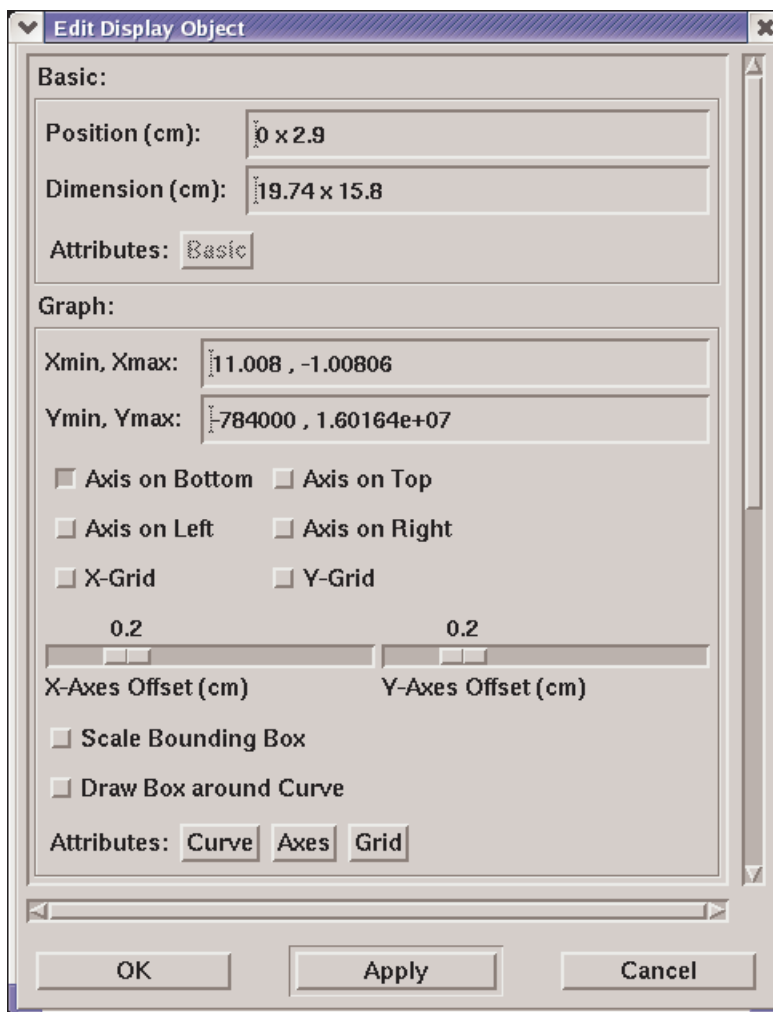 Edit Display Object
Basic:
Position (cm): 0 x 2.9
Dimension (cm): 19.74 x 15.8
Attributes: Basic
Graph:
Xmin, Xmax: 11.008 , -1.00806
Ymin, Ymax: -784000 , 1.60164e+07
Axis on Bottom Axis on Top
Axis on Left Axis on Right
X-Grid Y-Grid
0.2 0.2
X-Axes Offset (cm) Y-Axes Offset (cm)
Scale Bounding Box
Draw Box around Curve
Attributes: Curve Axes Grid
OK Apply Cancel